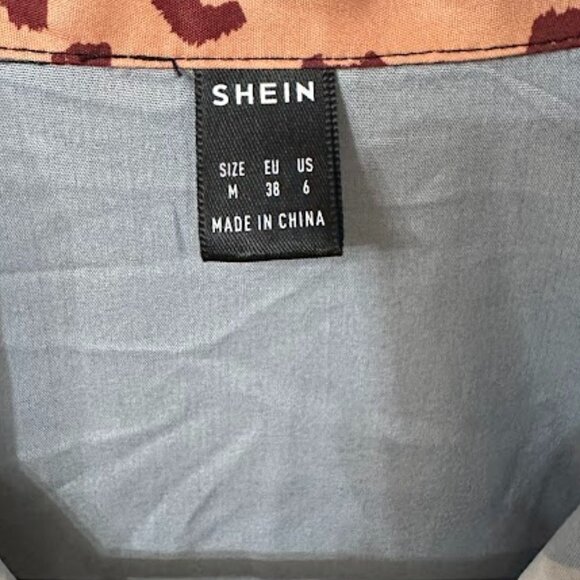 SHEIN
SIZE EU US
M 38 6
MADE IN CHINA